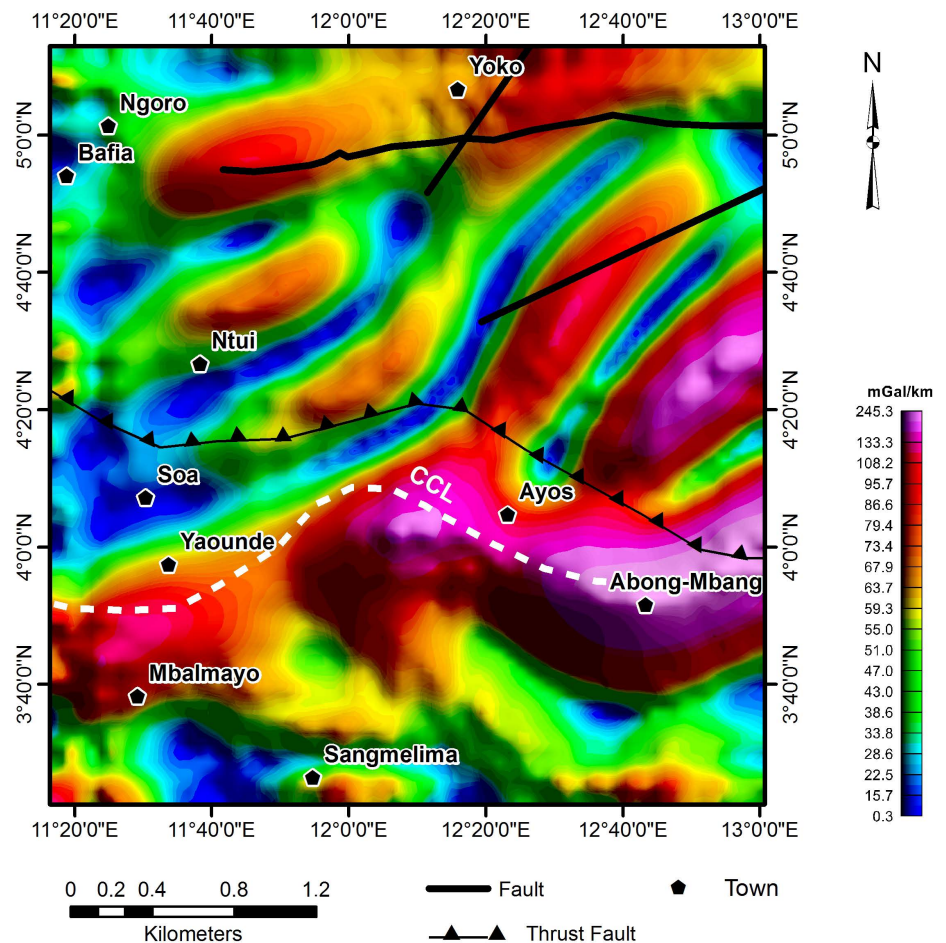 11°20'0"E 11°40'0"E 12°0'0"E 12°20'0"E 12°40'0"E 13°0'0"E
Yoko
N
Ngoro
5°0'0"N 5°0'0"N
Bafia
4°40'0"N 4°40'0"N
Ntui
mGal/km
4°20'0"N 4°20'0"N
245.3
133.3
108.2
95.7
86.6
79.4
73.4
67.9
63.7
59.3
55.0
51.0
47.0
43.0
38.6
33.8
28.6
22.5
15.7
0.3
CCL
Soa
Ayos
Yaounde
4°0'0"N 4°0'0"N
Abong-Mbang
Mbalmayo
3°40'0"N 3°40'0"N
Sangmelima
11°20'0"E 11°40'0"E 12°0'0"E 12°20'0"E 12°40'0"E 13°0'0"E
0 0.2 0.4 0.8 1.2
Kilometers
Fault
Town
Thrust Fault